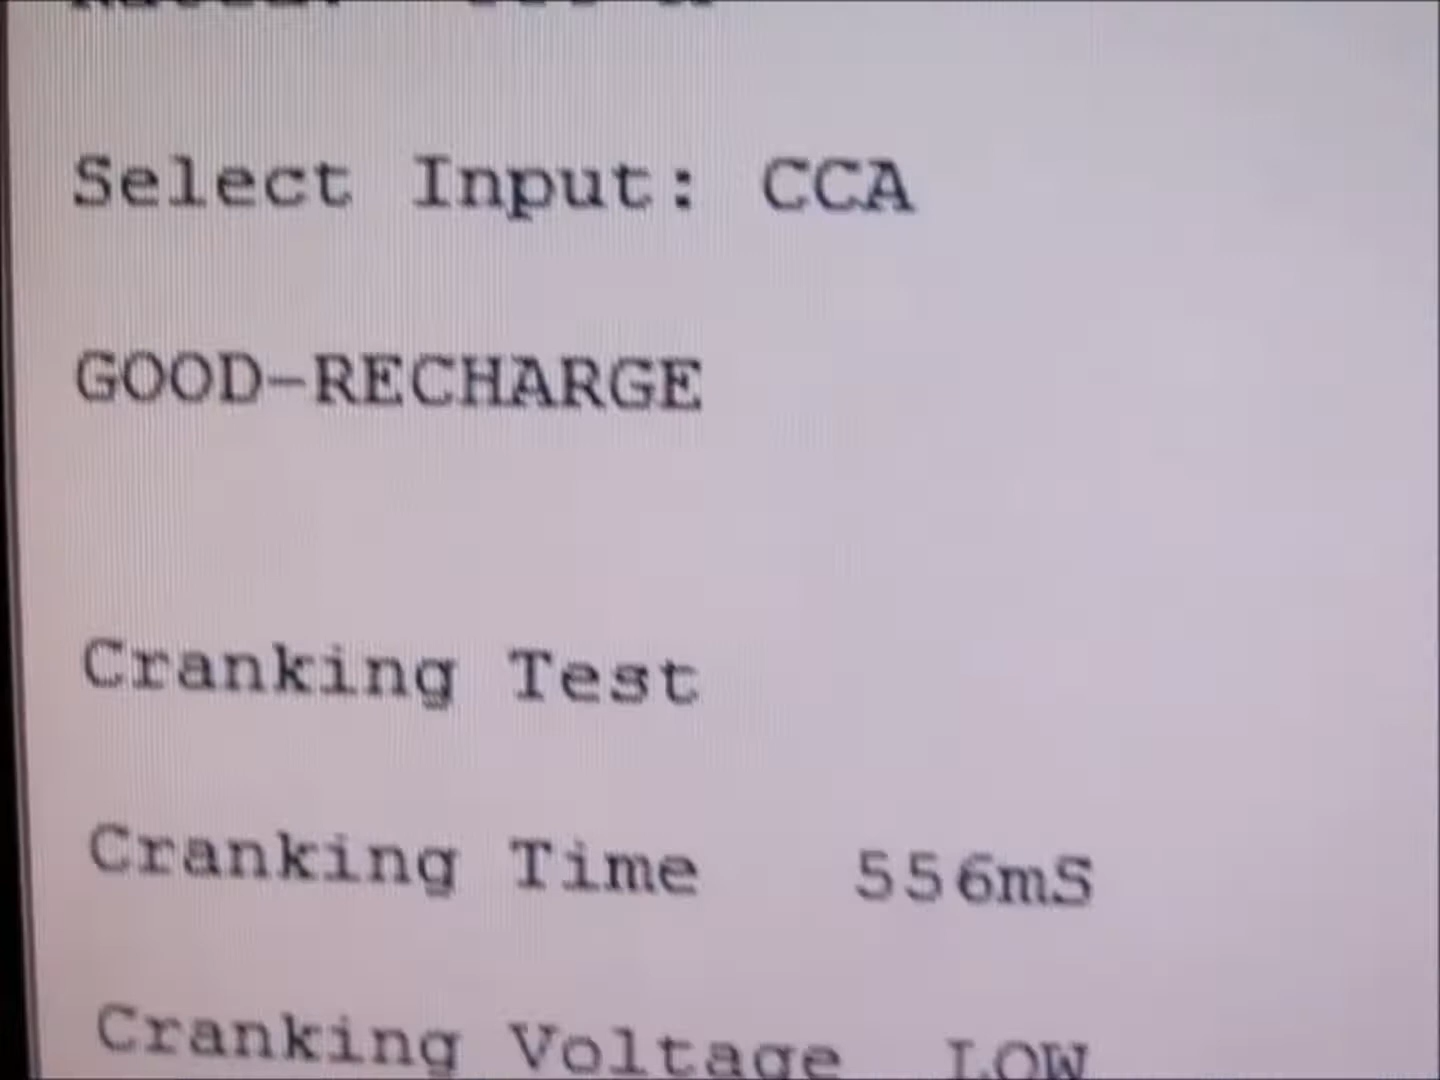 Select Input: CCA
GOOD-RECHARGE
Cranking Test
Cranking Time 556mS
Cranking Voltage LOW